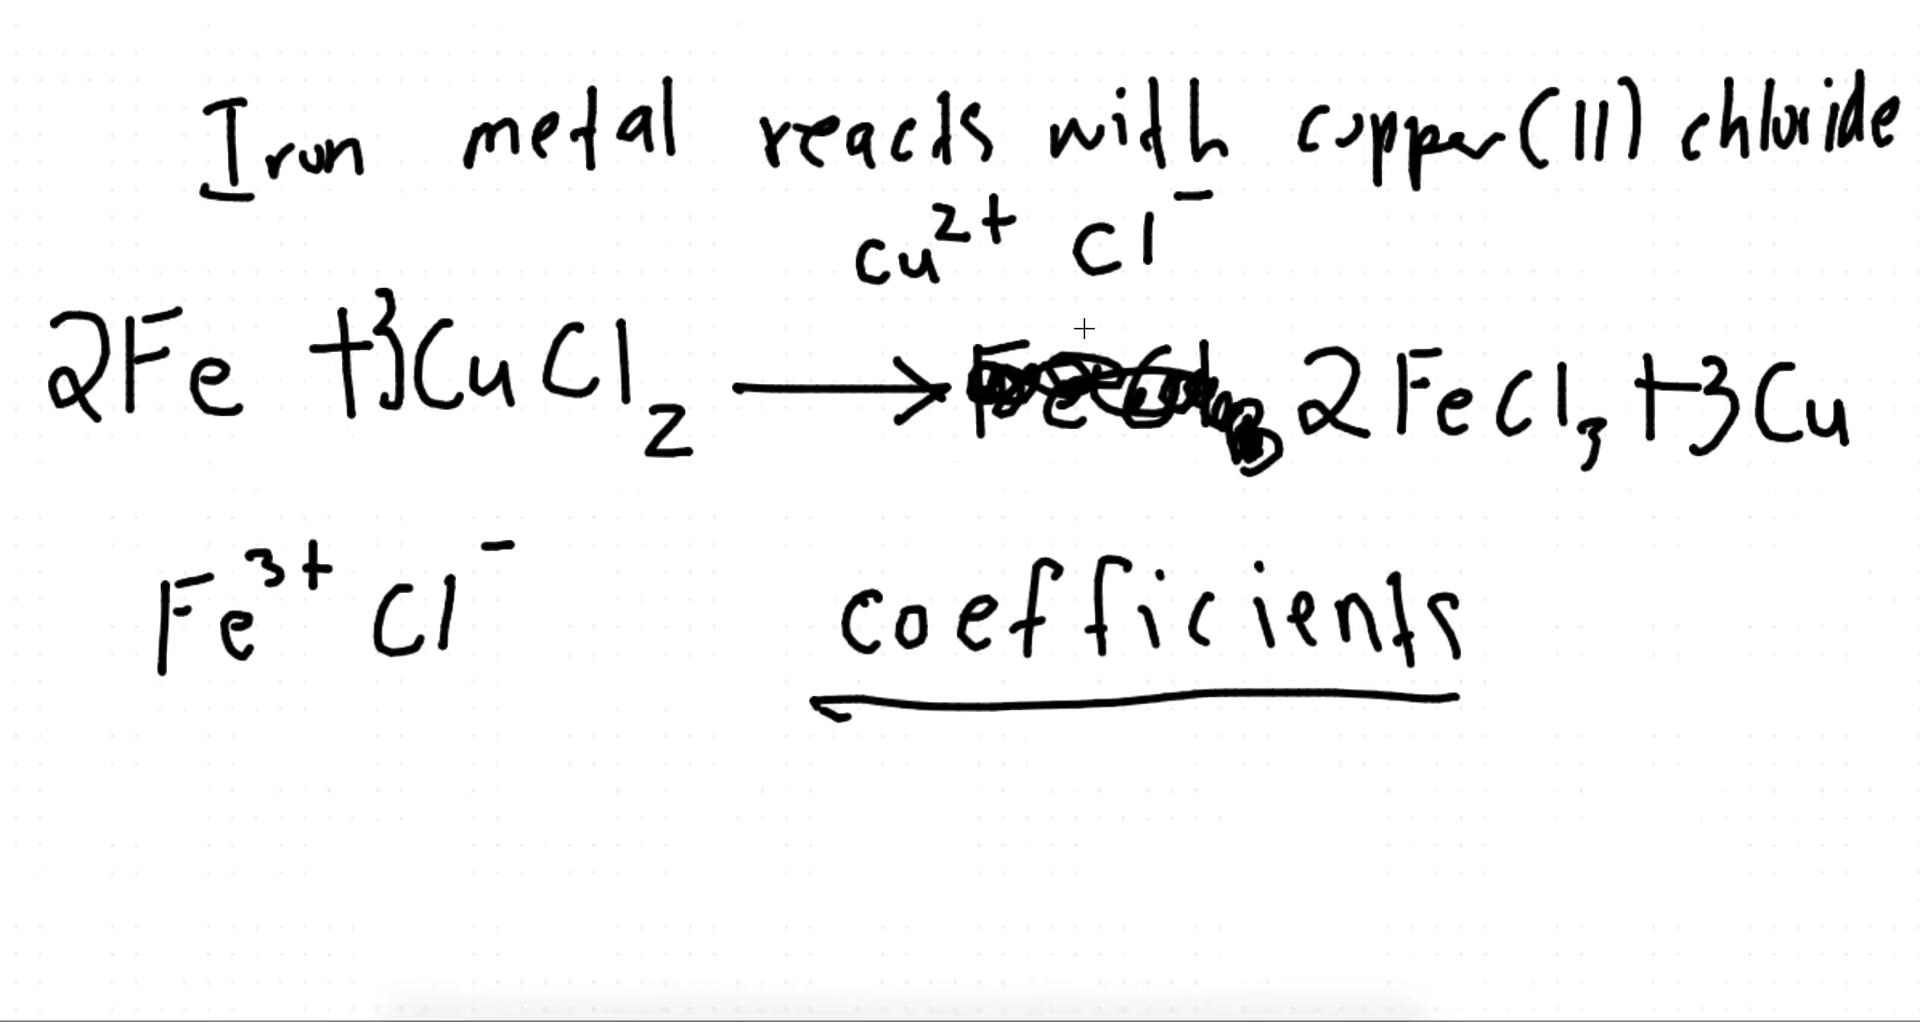 Iron metal reacts with copper(II) chloride
Cu²⁺ Cl⁻
2Fe + 3CuCl₂ → 2FeCl₃ + 3Cu
Fe³⁺ Cl⁻
coefficients